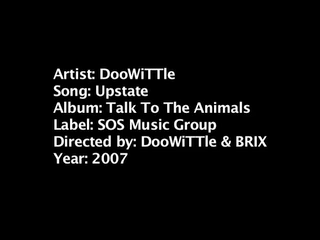 Artist: DooWiTTle
Song: Upstate
Album: Talk To The Animals
Label: SOS Music Group
Directed by: DooWiTTle & BRIX
Year: 2007